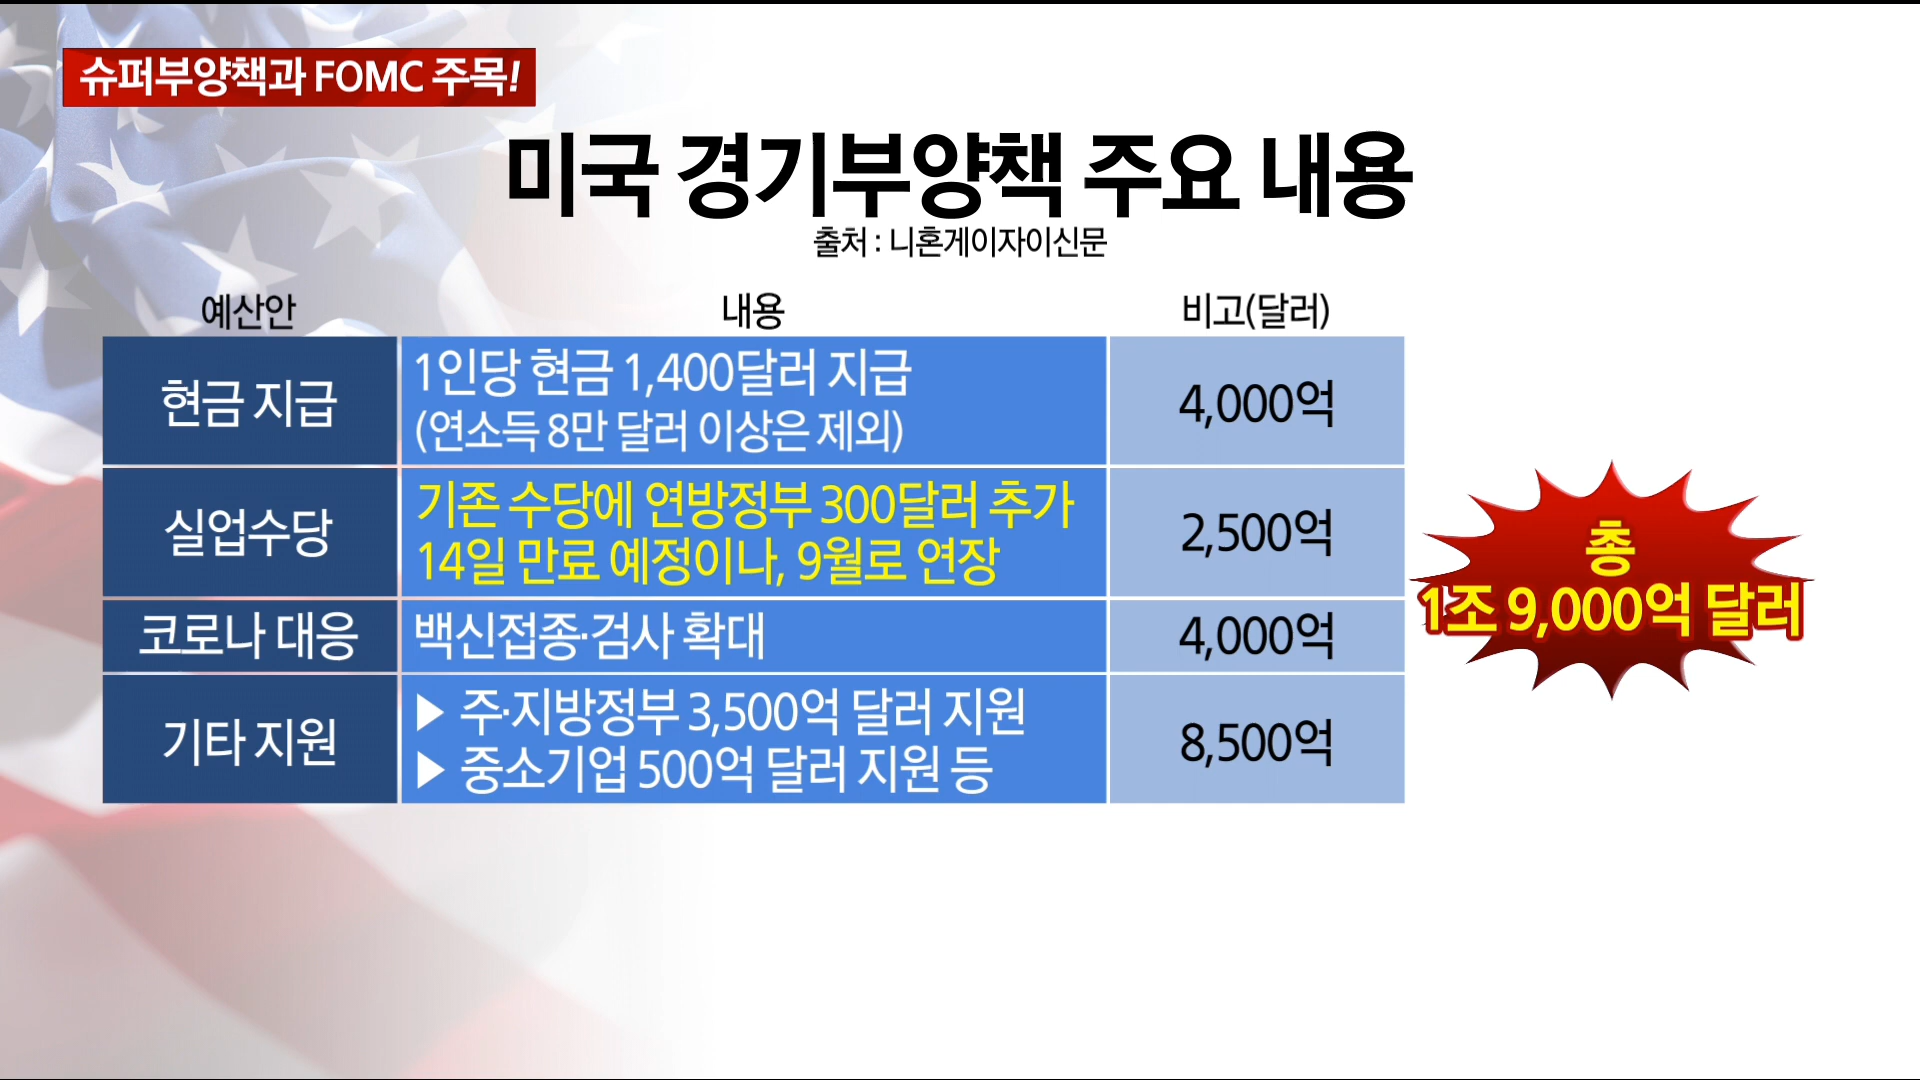 슈퍼부양책과 FOMC 주목!
미국 경기부양책 주요 내용
출처 : 니혼게이자이신문
예산안 내용 비고(달러)
현금 지급
1인당 현금 1,400달러 지급
(연소득 8만 달러 이상은 제외)
4,000억
실업수당
기존 수당에 연방정부 300달러 추가
14일 만료 예정이나, 9월로 연장
2,500억
코로나 대응
백신접종·검사 확대
4,000억
기타 지원
▶ 주·지방정부 3,500억 달러 지원
▶ 중소기업 500억 달러 지원 등
8,500억
총
1조 9,000억 달러